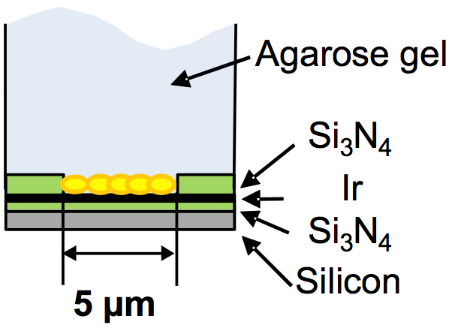 Agarose gel
Si₃N₄
Ir
Si₃N₄
Silicon
5 µm